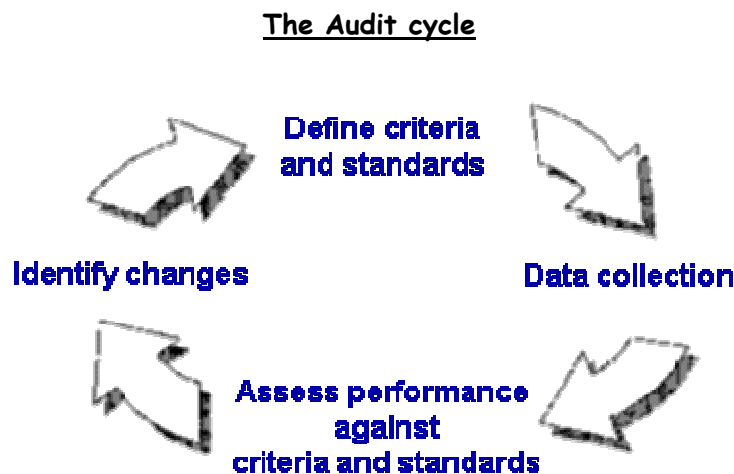 The Audit cycle
Define criteria
and standards
Identify changes
Data collection
Assess performance
against
criteria and standards